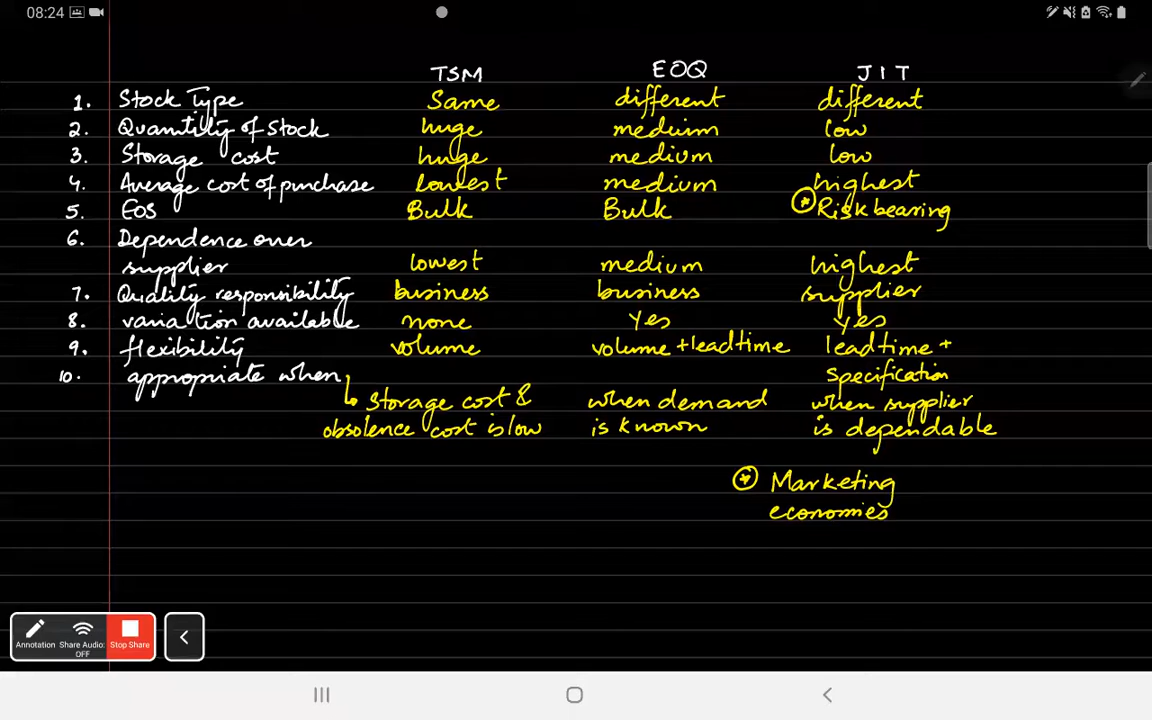 08:24
TSM EOQ JIT
1. Stock Type Same different different
2. Quantity of Stock huge medium low
3. Storage cost huge medium low
4. Average cost of purchase lowest medium highest
5. EOS Bulk Bulk * Risk bearing
6. Dependence over
supplier lowest medium highest
7. Quality responsibility business business supplier
8. variation available none Yes yes
9. flexibility volume volume + leadtime leadtime +
10. appropriate when Specification
Storage cost & when demand when supplier
obsolence cost is low is known is dependable
* Marketing
economies
Annotation Share Audio: OFF Stop Share